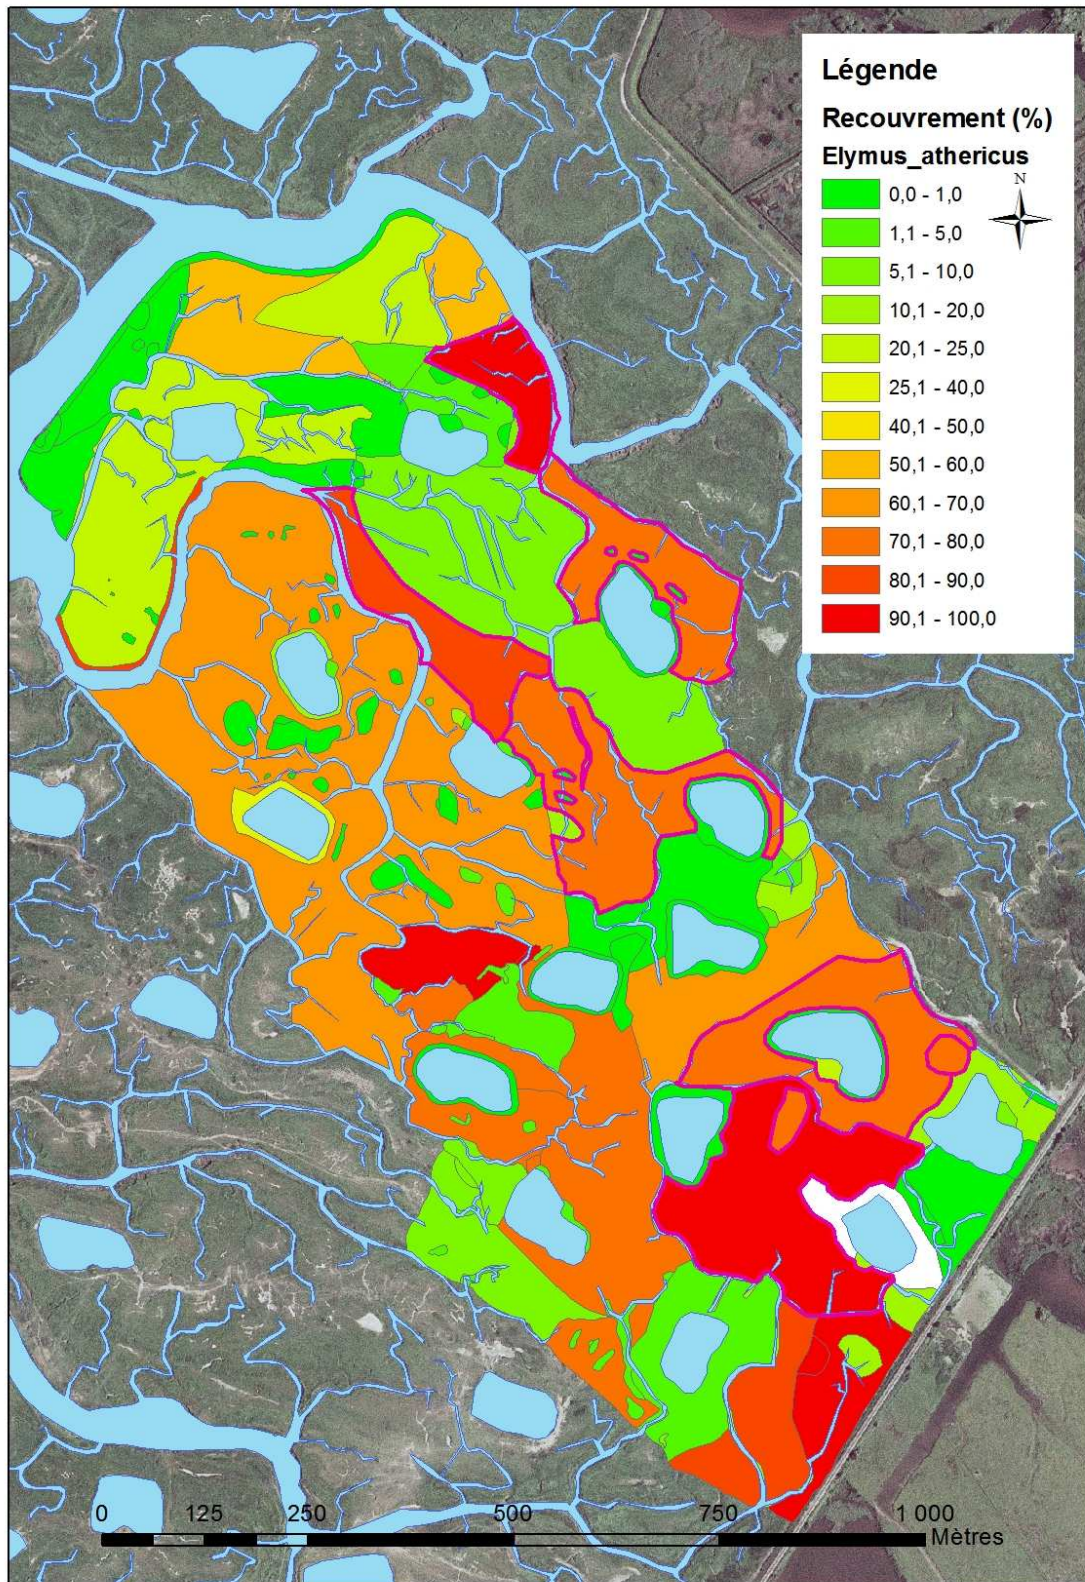 Légende
Recouvrement (%)
Elymus_athericus
N
0,0 - 1,0
1,1 - 5,0
5,1 - 10,0
10,1 - 20,0
20,1 - 25,0
25,1 - 40,0
40,1 - 50,0
50,1 - 60,0
60,1 - 70,0
70,1 - 80,0
80,1 - 90,0
90,1 - 100,0
0 125 250 500 750 1 000
Mètres